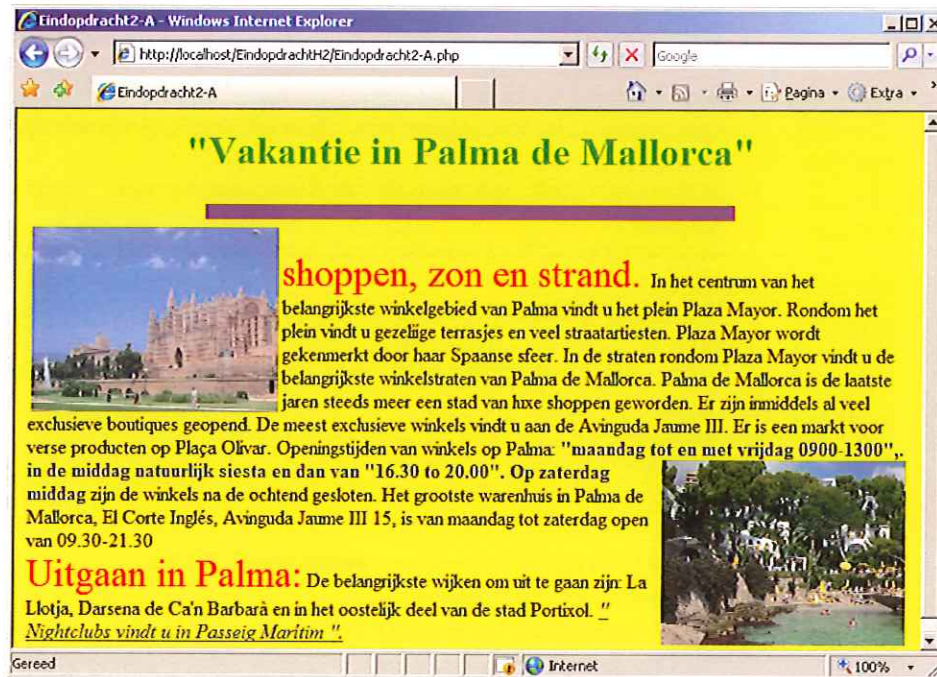 Eindopdracht2-A - Windows Internet Explorer
http://localhost/EindopdrachtH2/Eindopdracht2-A.php
Google
Eindopdracht2-A
Pagina
Extra
"Vakantie in Palma de Mallorca"
shoppen, zon en strand. In het centrum van het
belangrijkste winkelgebied van Palma vindt u het plein Plaza Mayor. Rondom het
plein vindt u gezellige terrasjes en veel straatartiesten. Plaza Mayor wordt
gekenmerkt door haar Spaanse sfeer. In de straten rondom Plaza Mayor vindt u de
belangrijkste winkelstraten van Palma de Mallorca. Palma de Mallorca is de laatste
jaren steeds meer een stad van luxe shoppen geworden. Er zijn inmiddels al veel
exclusieve boutiques geopend. De meest exclusieve winkels vindt u aan de Avinguda Jaume III. Er is een markt voor
verse producten op Plaça Olivar. Openingstijden van winkels op Palma: "maandag tot en met vrijdag 0900-1300",.
in de middag natuurlijk siesta en dan van "16.30 to 20.00". Op zaterdag
middag zijn de winkels na de ochtend gesloten. Het grootste warenhuis in Palma de
Mallorca, El Corte Inglés, Avinguda Jaume III 15, is van maandag tot zaterdag open
van 09.30-21.30
Uitgaan in Palma: De belangrijkste wijken om uit te gaan zijn: La
Llotja, Darsena de Ca'n Barbarà en in het oostelijk deel van de stad Portixol. "
Nightclubs vindt u in Passeig Marítim ".
Gereed
Internet
100%